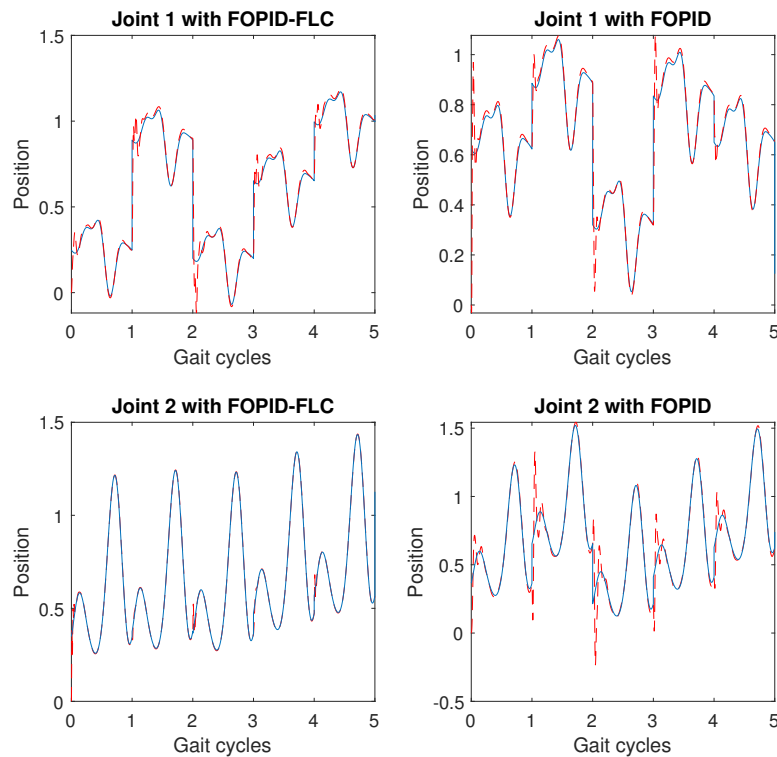 Joint 1 with FOPID-FLC
1.5
1
0.5
0
Position
0 1 2 3 4 5
Gait cycles
Joint 1 with FOPID
1
0.8
0.6
0.4
0.2
0
Position
0 1 2 3 4 5
Gait cycles
Joint 2 with FOPID-FLC
1.5
1
0.5
0
Position
0 1 2 3 4 5
Gait cycles
Joint 2 with FOPID
1.5
1
0.5
0
-0.5
Position
0 1 2 3 4 5
Gait cycles